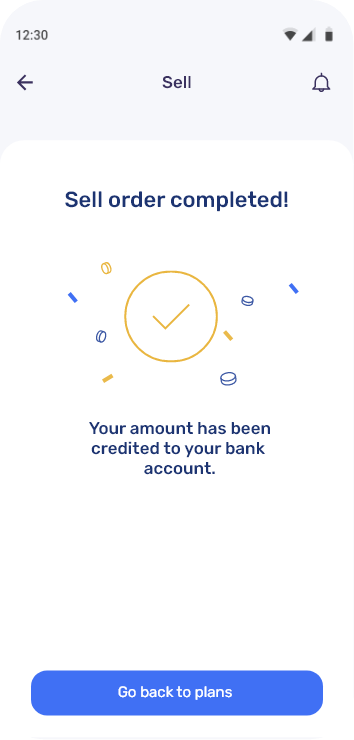 12:30
Sell
Sell order completed!
Your amount has been
credited to your bank
account.
Go back to plans